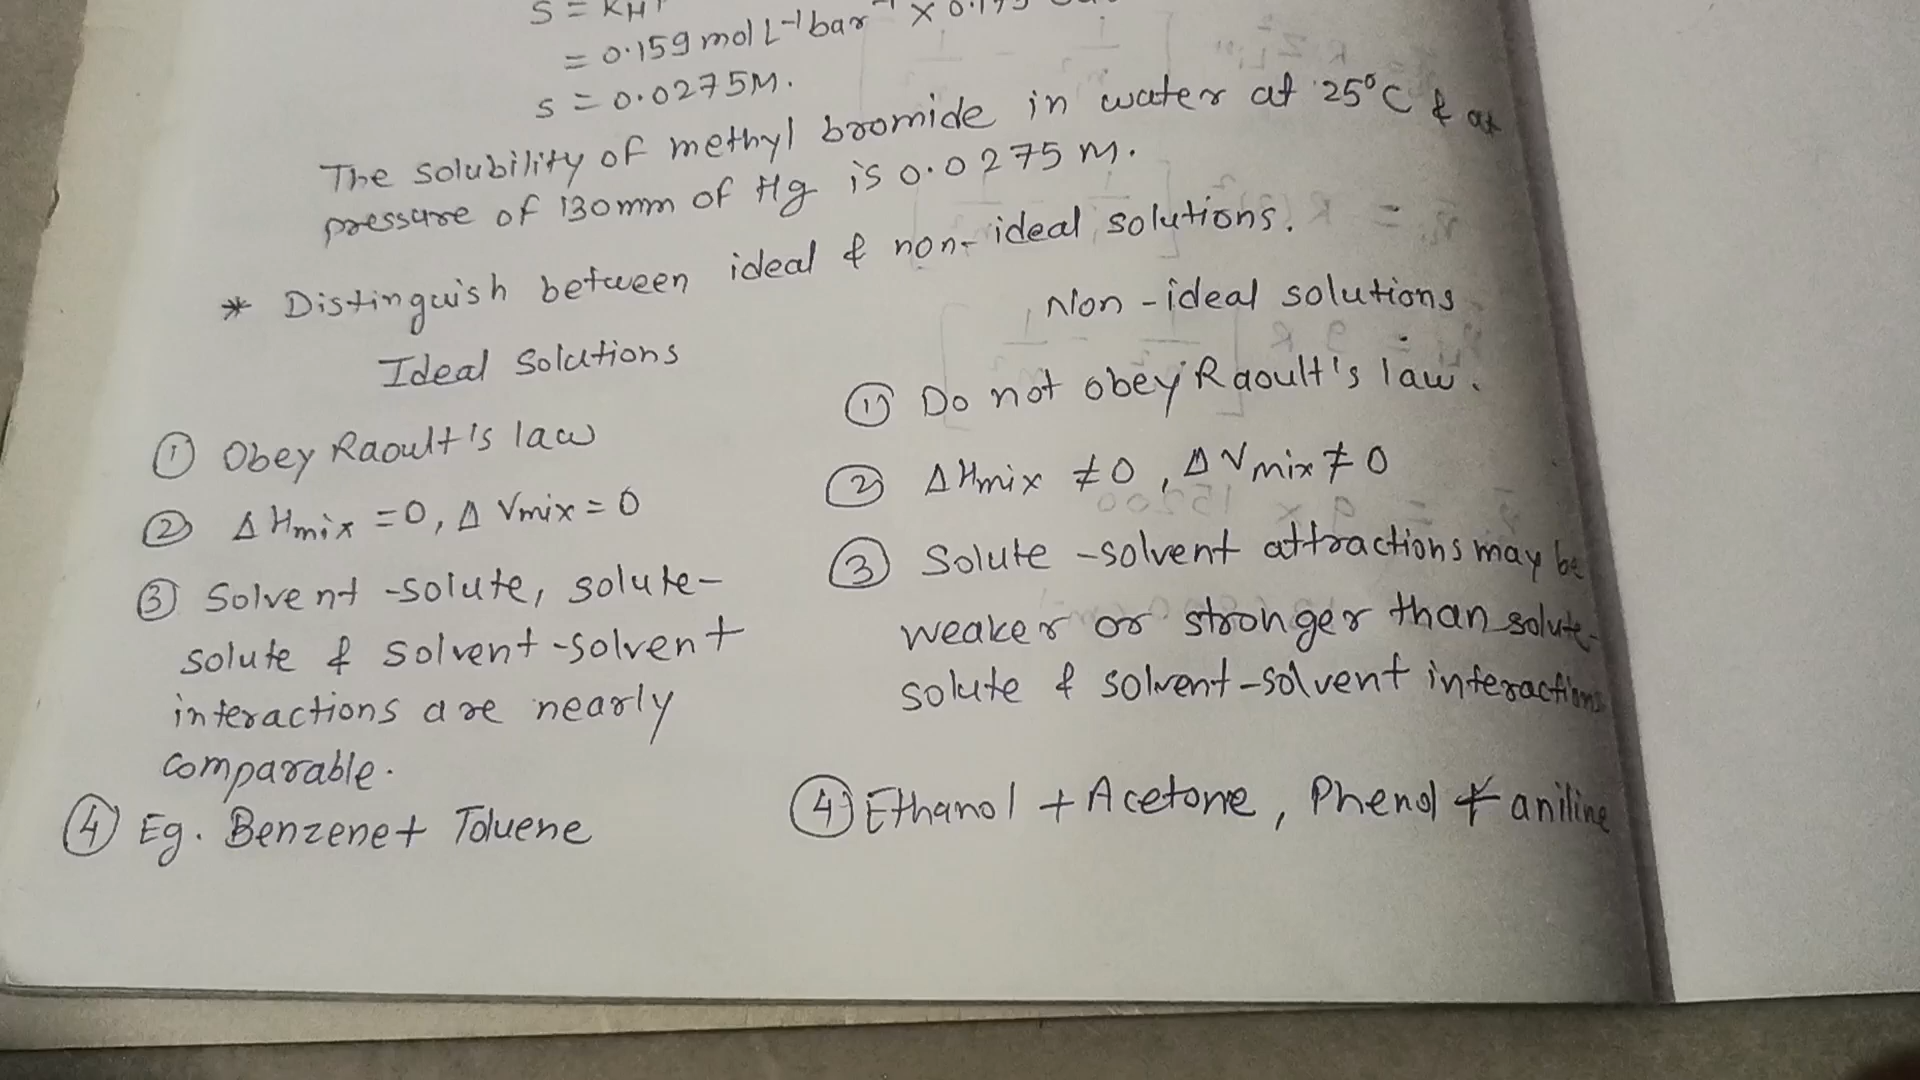 S = KH
= 0.159 mol L⁻¹ bar⁻¹ ×
S = 0.0275M.
The solubility of methyl bromide in water at 25°C & at
pressure of 130mm of Hg is 0.0275 M.
* Distinguish between ideal & non-ideal solutions.
Ideal Solutions
① Obey Raoult's law
② ΔHmix = 0, ΔVmix = 0
③ Solvent-solute, solute-
solute & solvent-solvent
interactions are nearly
comparable.
④ Eg. Benzene + Toluene
Non-ideal solutions
① Do not obey Raoult's law.
② ΔHmix ≠ 0, ΔVmix ≠ 0
③ Solute-solvent attractions may be
weaker or stronger than solute-
solute & solvent-solvent interactions
④ Ethanol + Acetone, Phenol + aniline